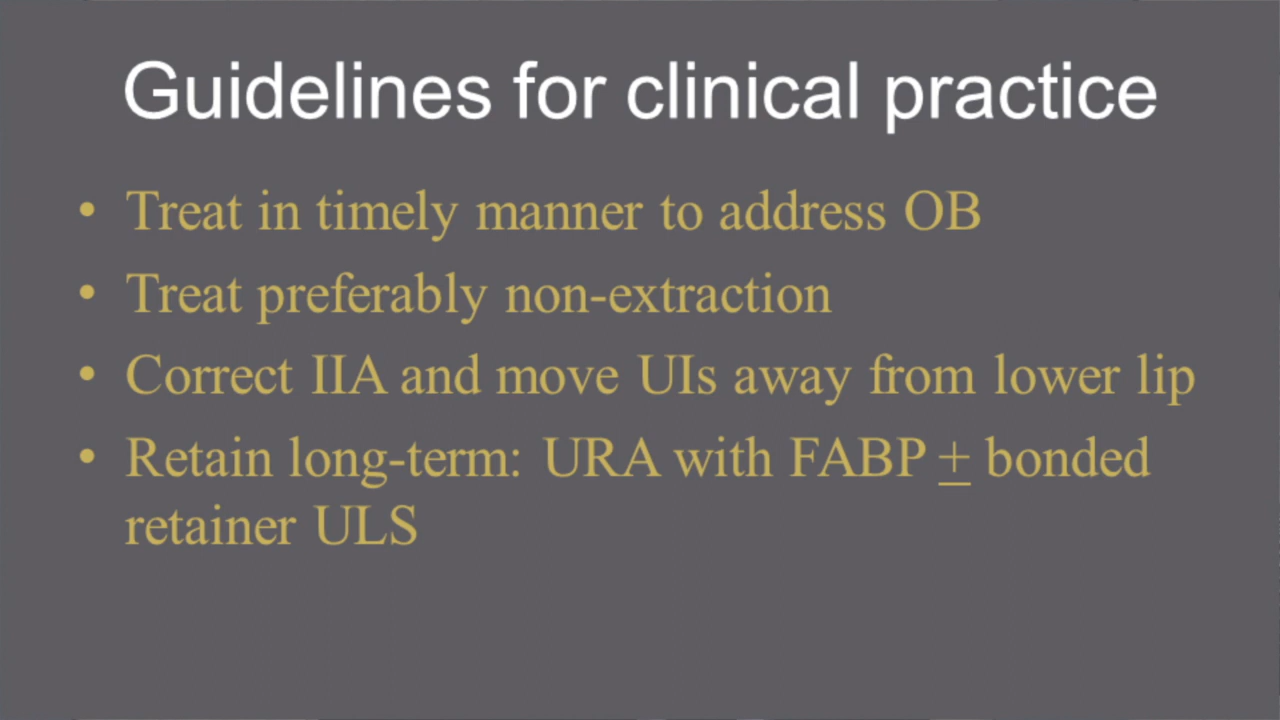 Guidelines for clinical practice
• Treat in timely manner to address OB
• Treat preferably non-extraction
• Correct IIA and move UIs away from lower lip
• Retain long-term: URA with FABP ± bonded
retainer ULS